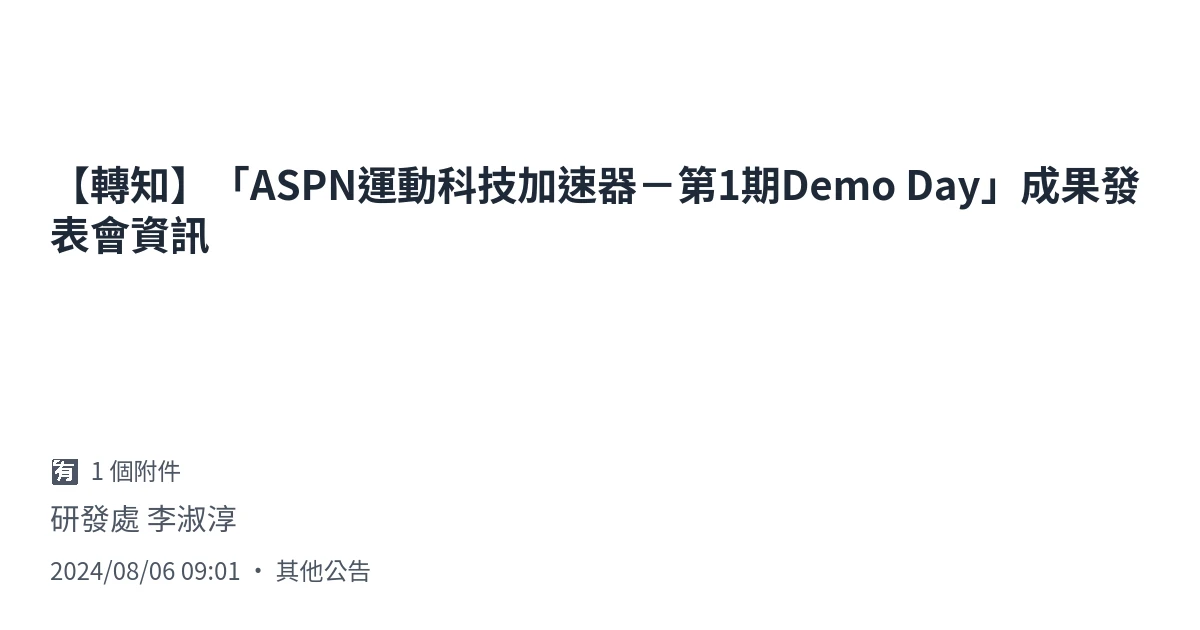 【轉知】「ASPN運動科技加速器－第1期Demo Day」成果發
表會資訊
🈶 1 個附件
研發處 李淑淳
2024/08/06 09:01 • 其他公告